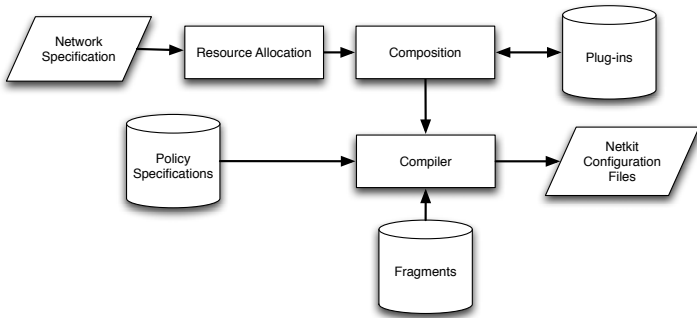 Network
Specification
Resource Allocation
Composition
Plug-ins
Policy
Specifications
Compiler
Netkit
Configuration
Files
Fragments